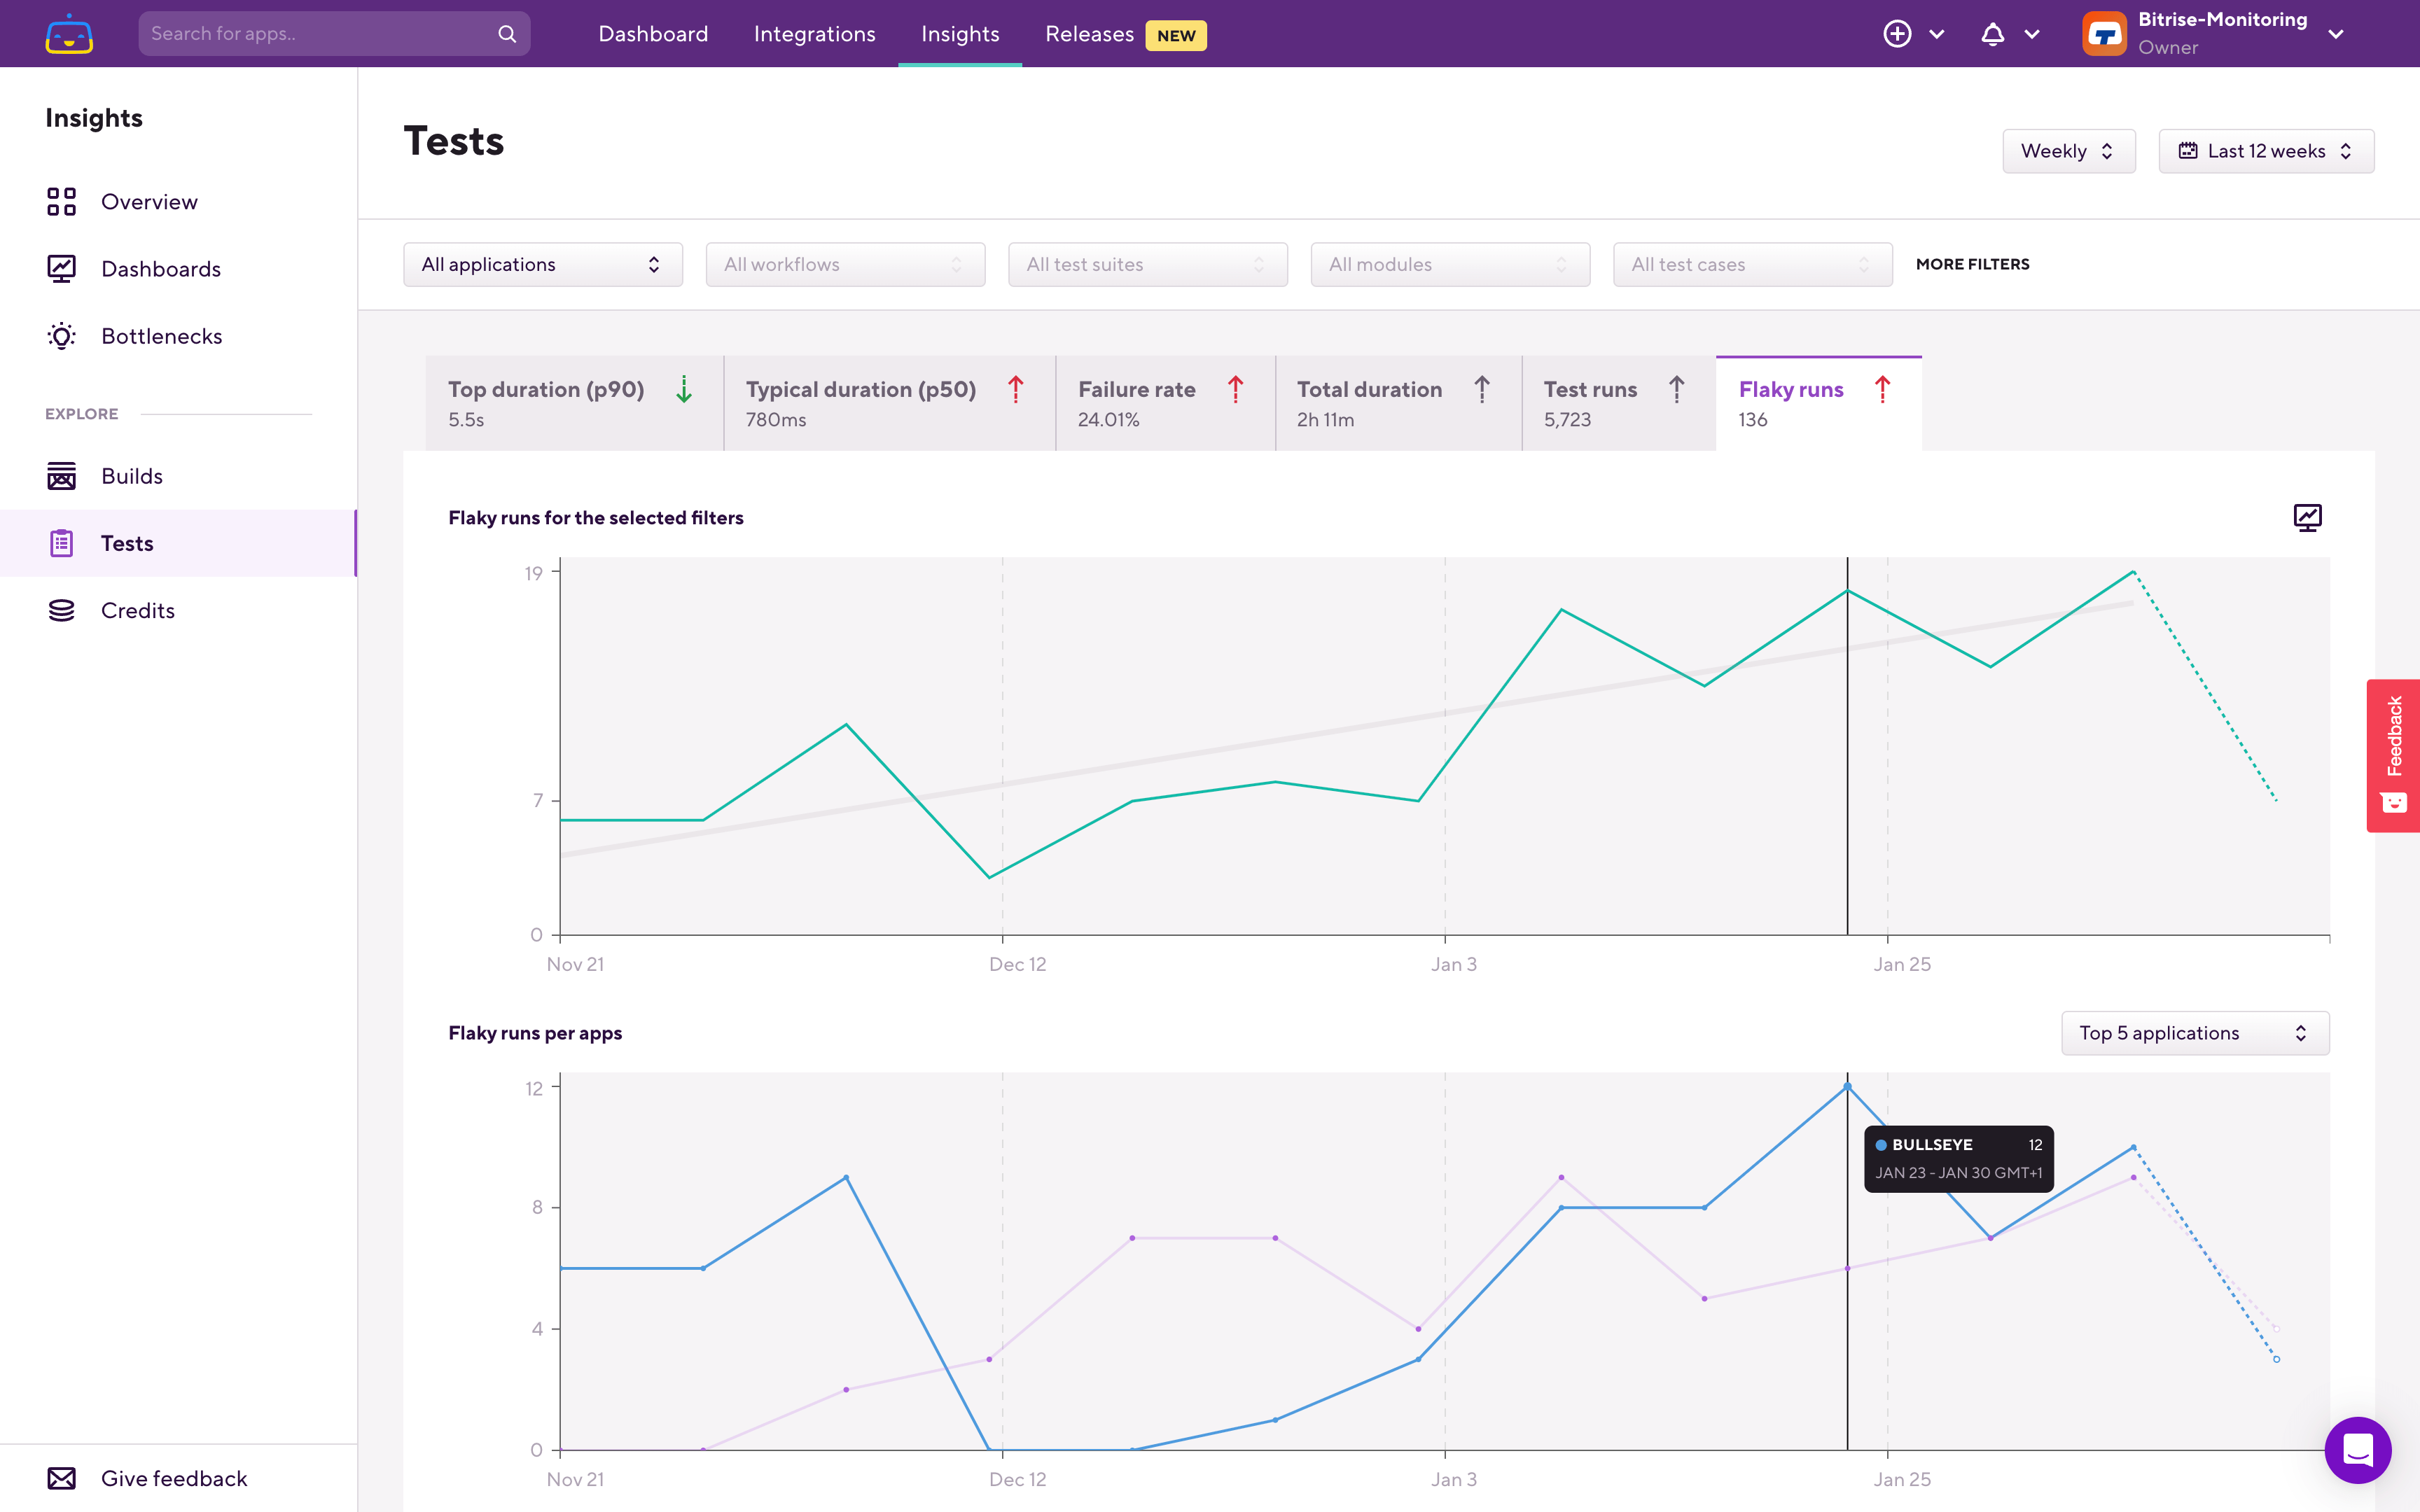 Search for apps..
Dashboard
Integrations
Insights
Releases
NEW
Bitrise-Monitoring
Owner
Insights
Overview
Dashboards
Bottlenecks
EXPLORE
Builds
Tests
Credits
Give feedback
Tests
Weekly
Last 12 weeks
All applications
All workflows
All test suites
All modules
All test cases
MORE FILTERS
Top duration (p90)
5.5s
Typical duration (p50)
780ms
Failure rate
24.01%
Total duration
2h 11m
Test runs
5,723
Flaky runs
136
Flaky runs for the selected filters
19
7
0
Nov 21
Dec 12
Jan 3
Jan 25
Flaky runs per apps
Top 5 applications
12
8
4
0
BULLSEYE 12
JAN 23 - JAN 30 GMT+1
Nov 21
Dec 12
Jan 3
Jan 25
Feedback